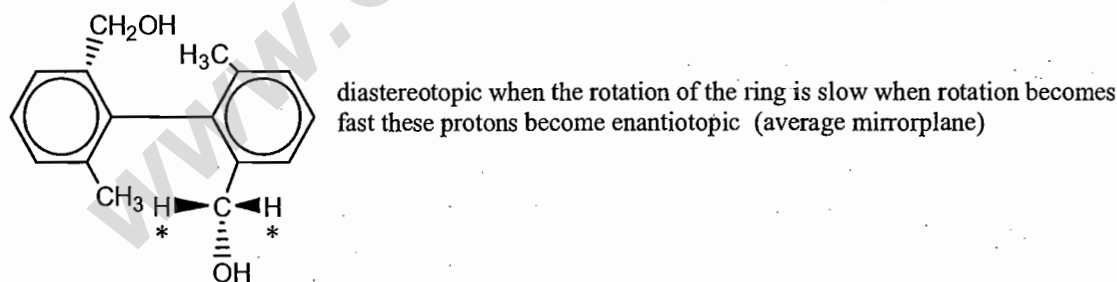 CH₂OH
H₃C
diastereotopic when the rotation of the ring is slow when rotation becomes
fast these protons become enantiotopic (average mirrorplane)
CH₃ H C H
* *
OH
www.